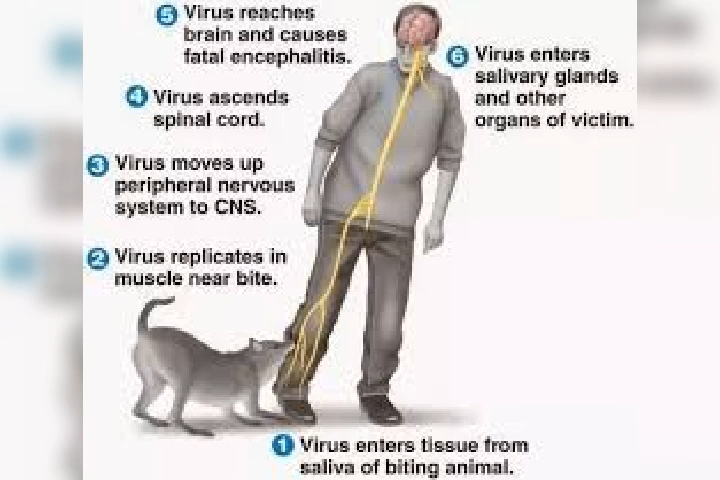 5 Virus reaches
brain and causes
fatal encephalitis.
6 Virus enters
salivary glands
and other
organs of victim.
4 Virus ascends
spinal cord.
3 Virus moves up
peripheral nervous
system to CNS.
2 Virus replicates in
muscle near bite.
1 Virus enters tissue from
saliva of biting animal.